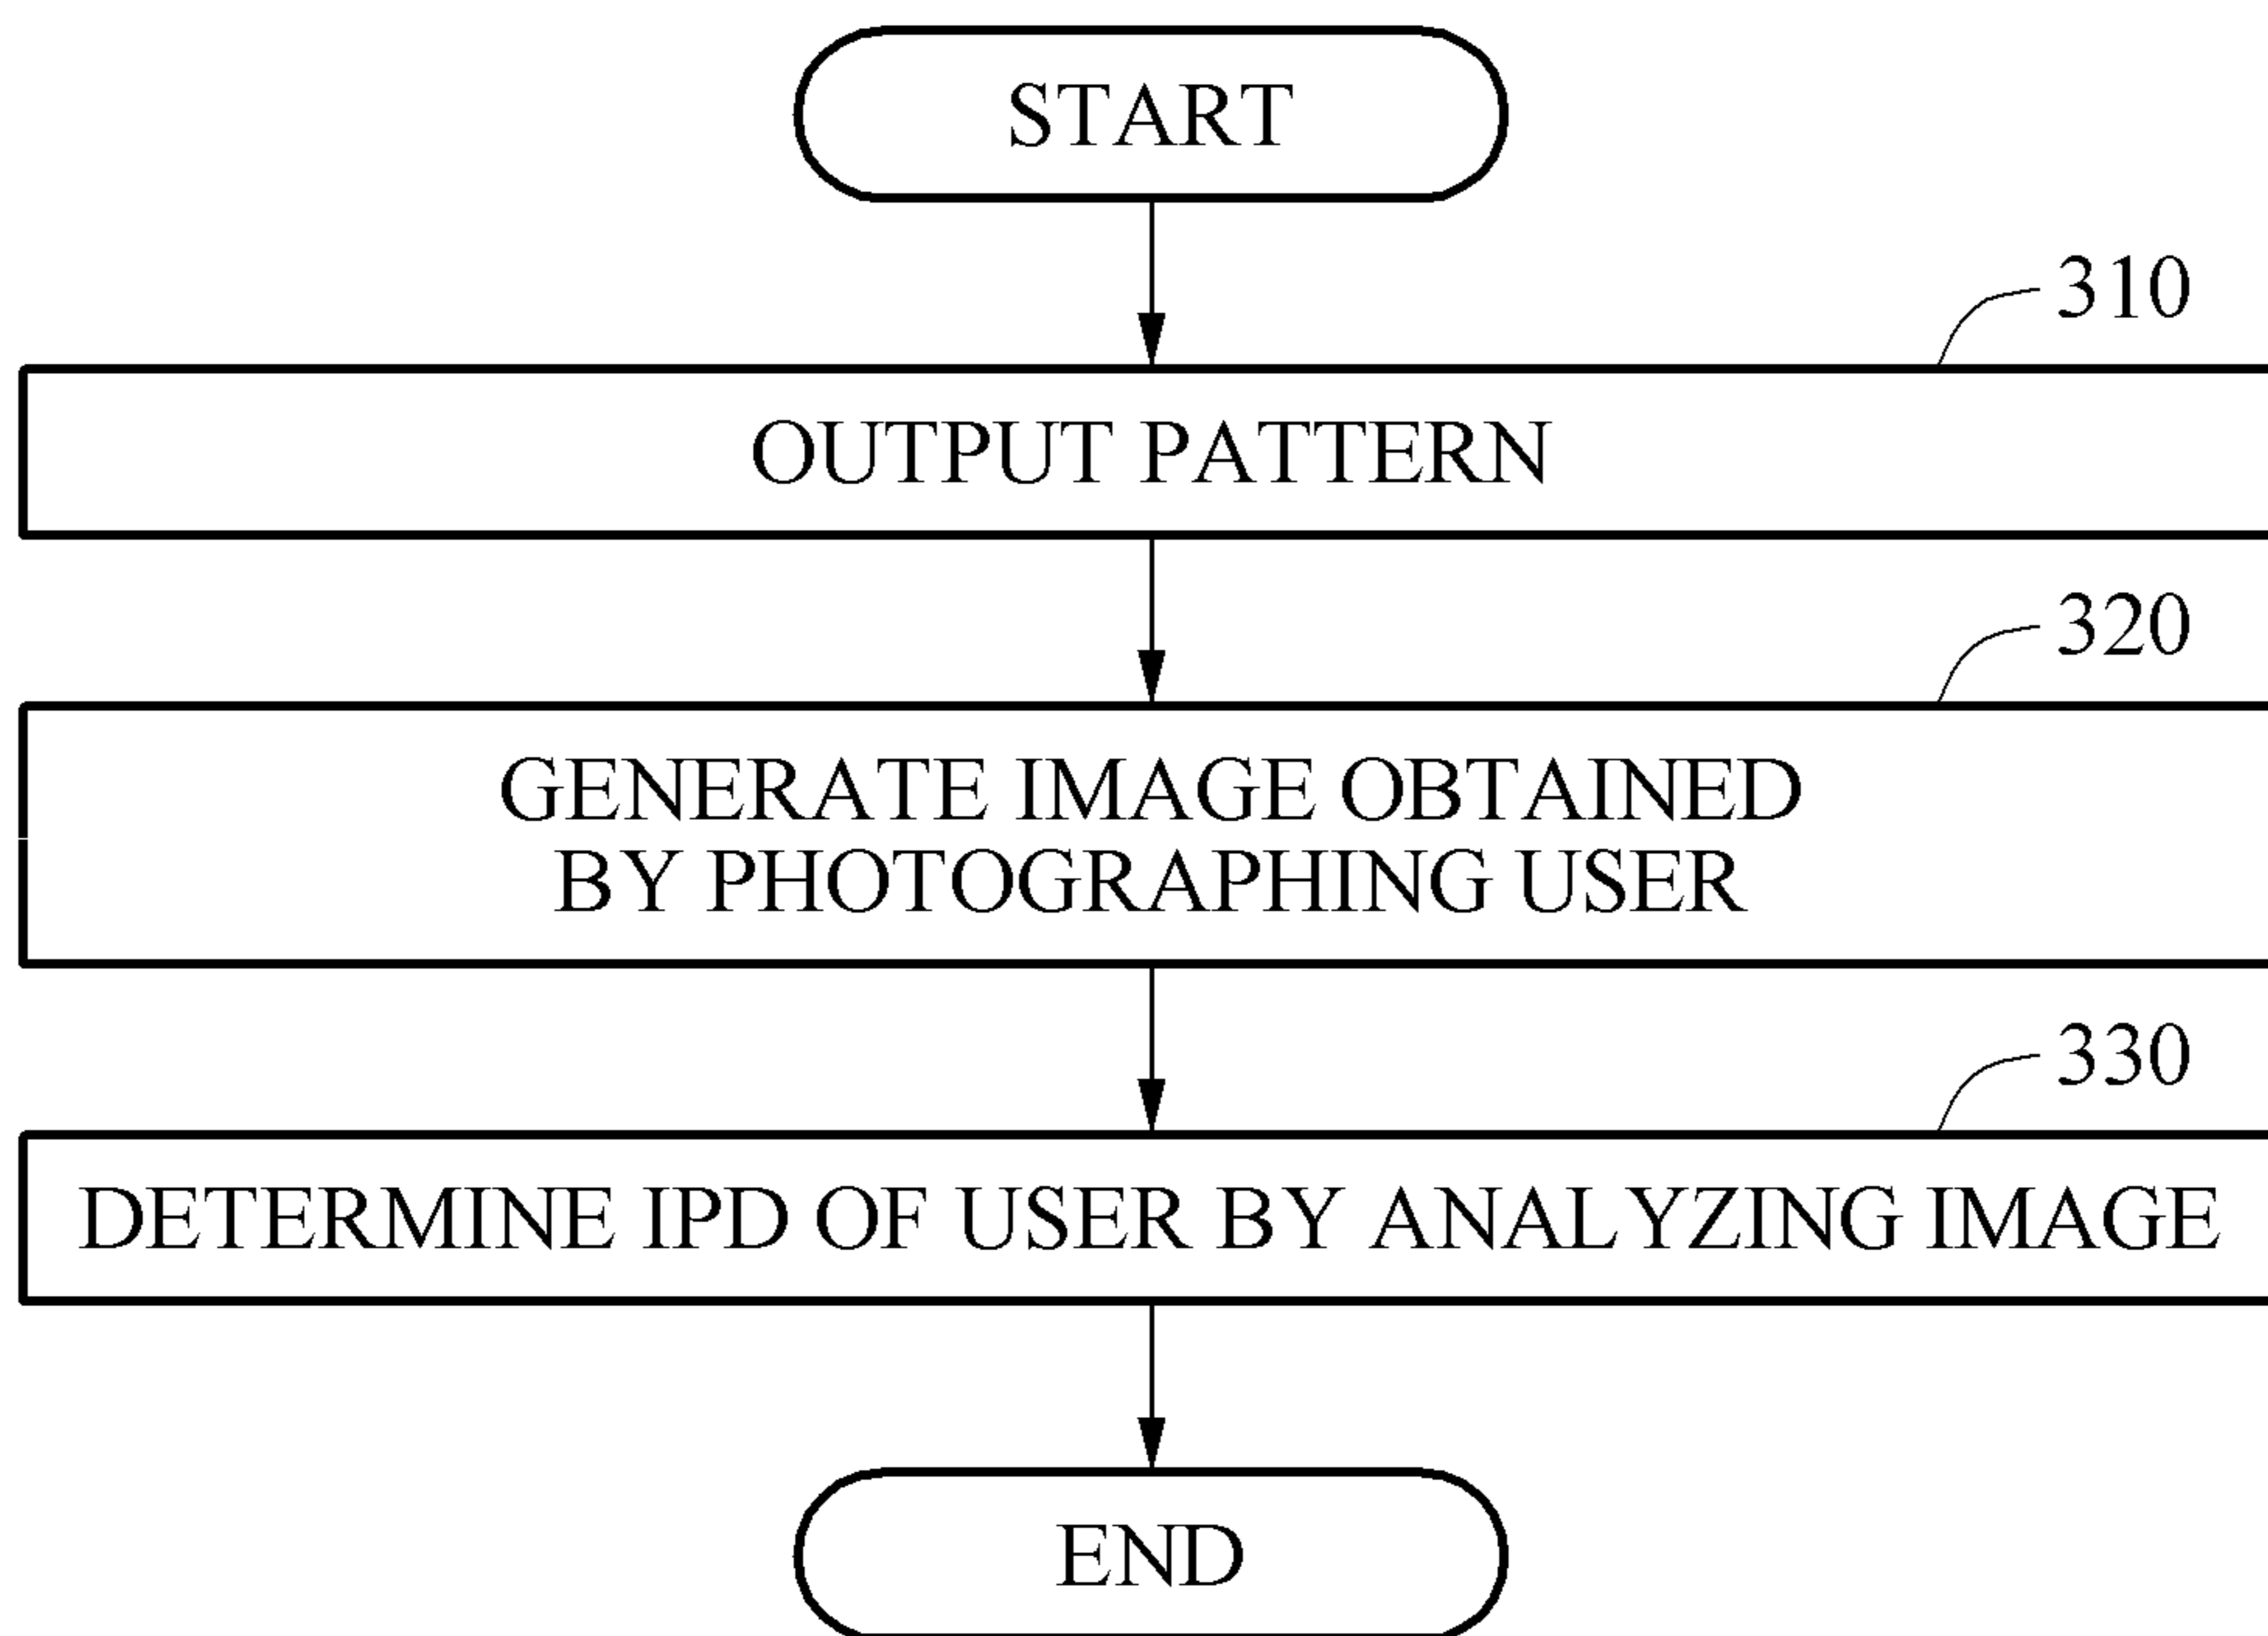 START
310
OUTPUT PATTERN
320
GENERATE IMAGE OBTAINED
BY PHOTOGRAPHING USER
330
DETERMINE IPD OF USER BY ANALYZING IMAGE
END